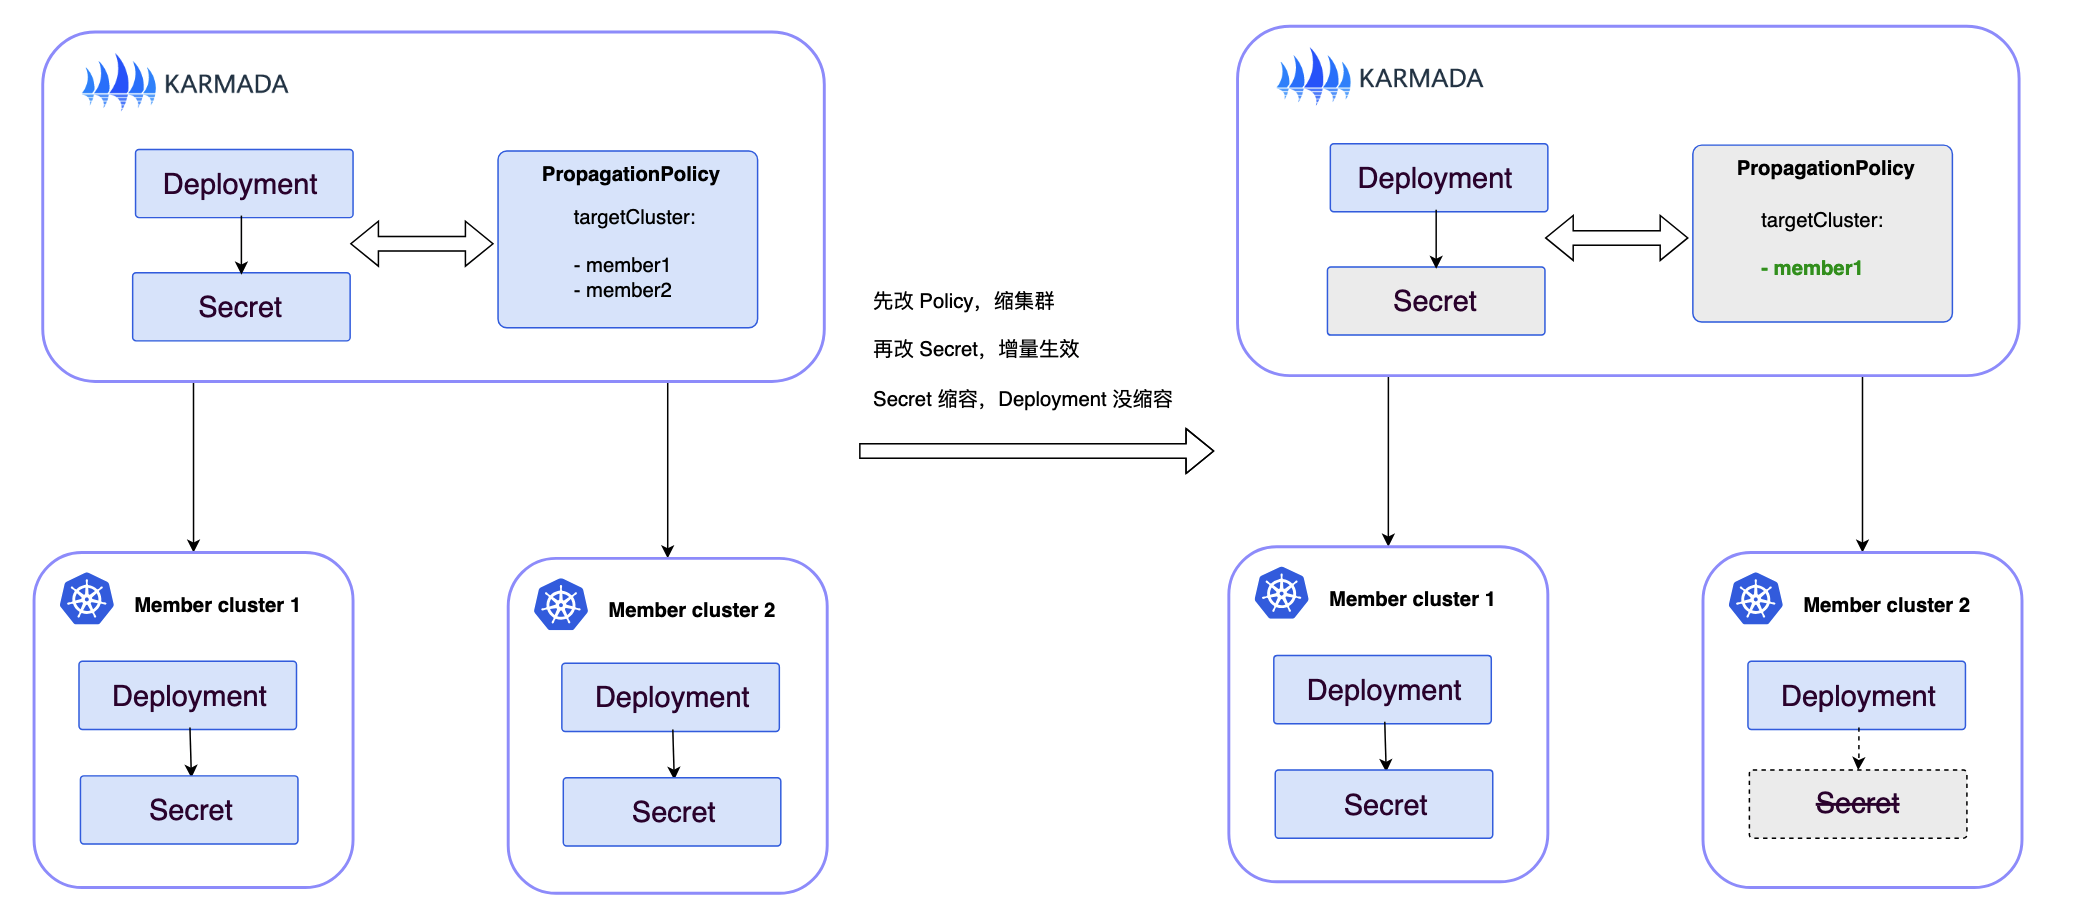 KARMADA
Deployment
Secret
PropagationPolicy
targetCluster:
- member1
- member2
Member cluster 1
Deployment
Secret
Member cluster 2
Deployment
Secret
先改 Policy，缩集群
再改 Secret，增量生效
Secret 缩容，Deployment 没缩容
KARMADA
Deployment
Secret
PropagationPolicy
targetCluster:
- member1
Member cluster 1
Deployment
Secret
Member cluster 2
Deployment
Secret